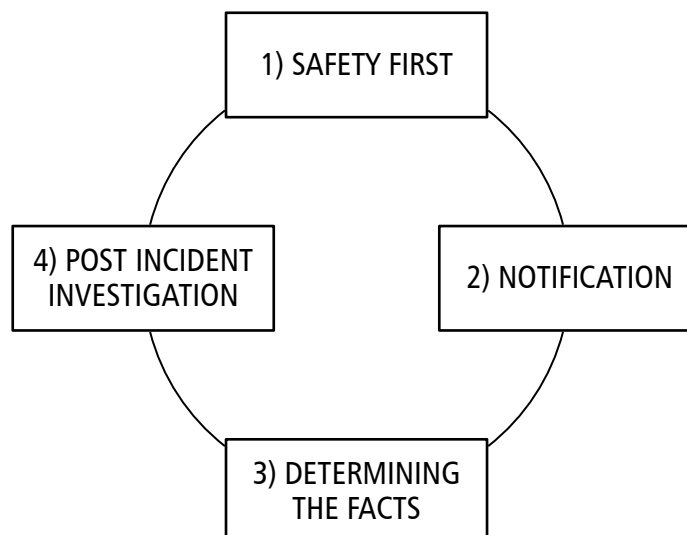 1) SAFETY FIRST
2) NOTIFICATION
3) DETERMINING
THE FACTS
4) POST INCIDENT
INVESTIGATION